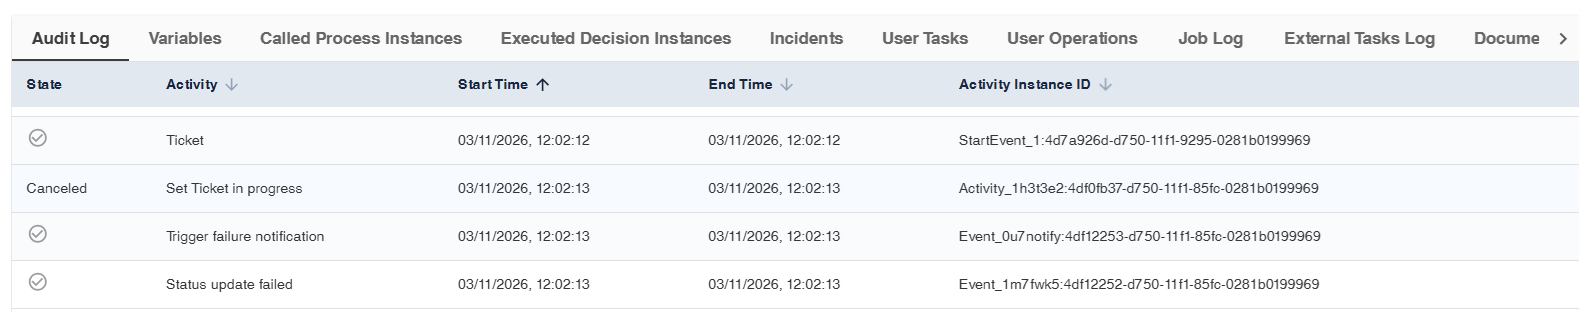 Audit Log Variables Called Process Instances Executed Decision Instances Incidents User Tasks User Operations Job Log External Tasks Log Docume
State Activity Start Time End Time Activity Instance ID
Ticket 03/11/2026, 12:02:12 03/11/2026, 12:02:12 StartEvent_1:4d7a926d-d750-11f1-9295-0281b0199969
Canceled Set Ticket in progress 03/11/2026, 12:02:13 03/11/2026, 12:02:13 Activity_1h3t3e2:4df0fb37-d750-11f1-85fc-0281b0199969
Trigger failure notification 03/11/2026, 12:02:13 03/11/2026, 12:02:13 Event_0u7notify:4df12253-d750-11f1-85fc-0281b0199969
Status update failed 03/11/2026, 12:02:13 03/11/2026, 12:02:13 Event_1m7fwk5:4df12252-d750-11f1-85fc-0281b0199969